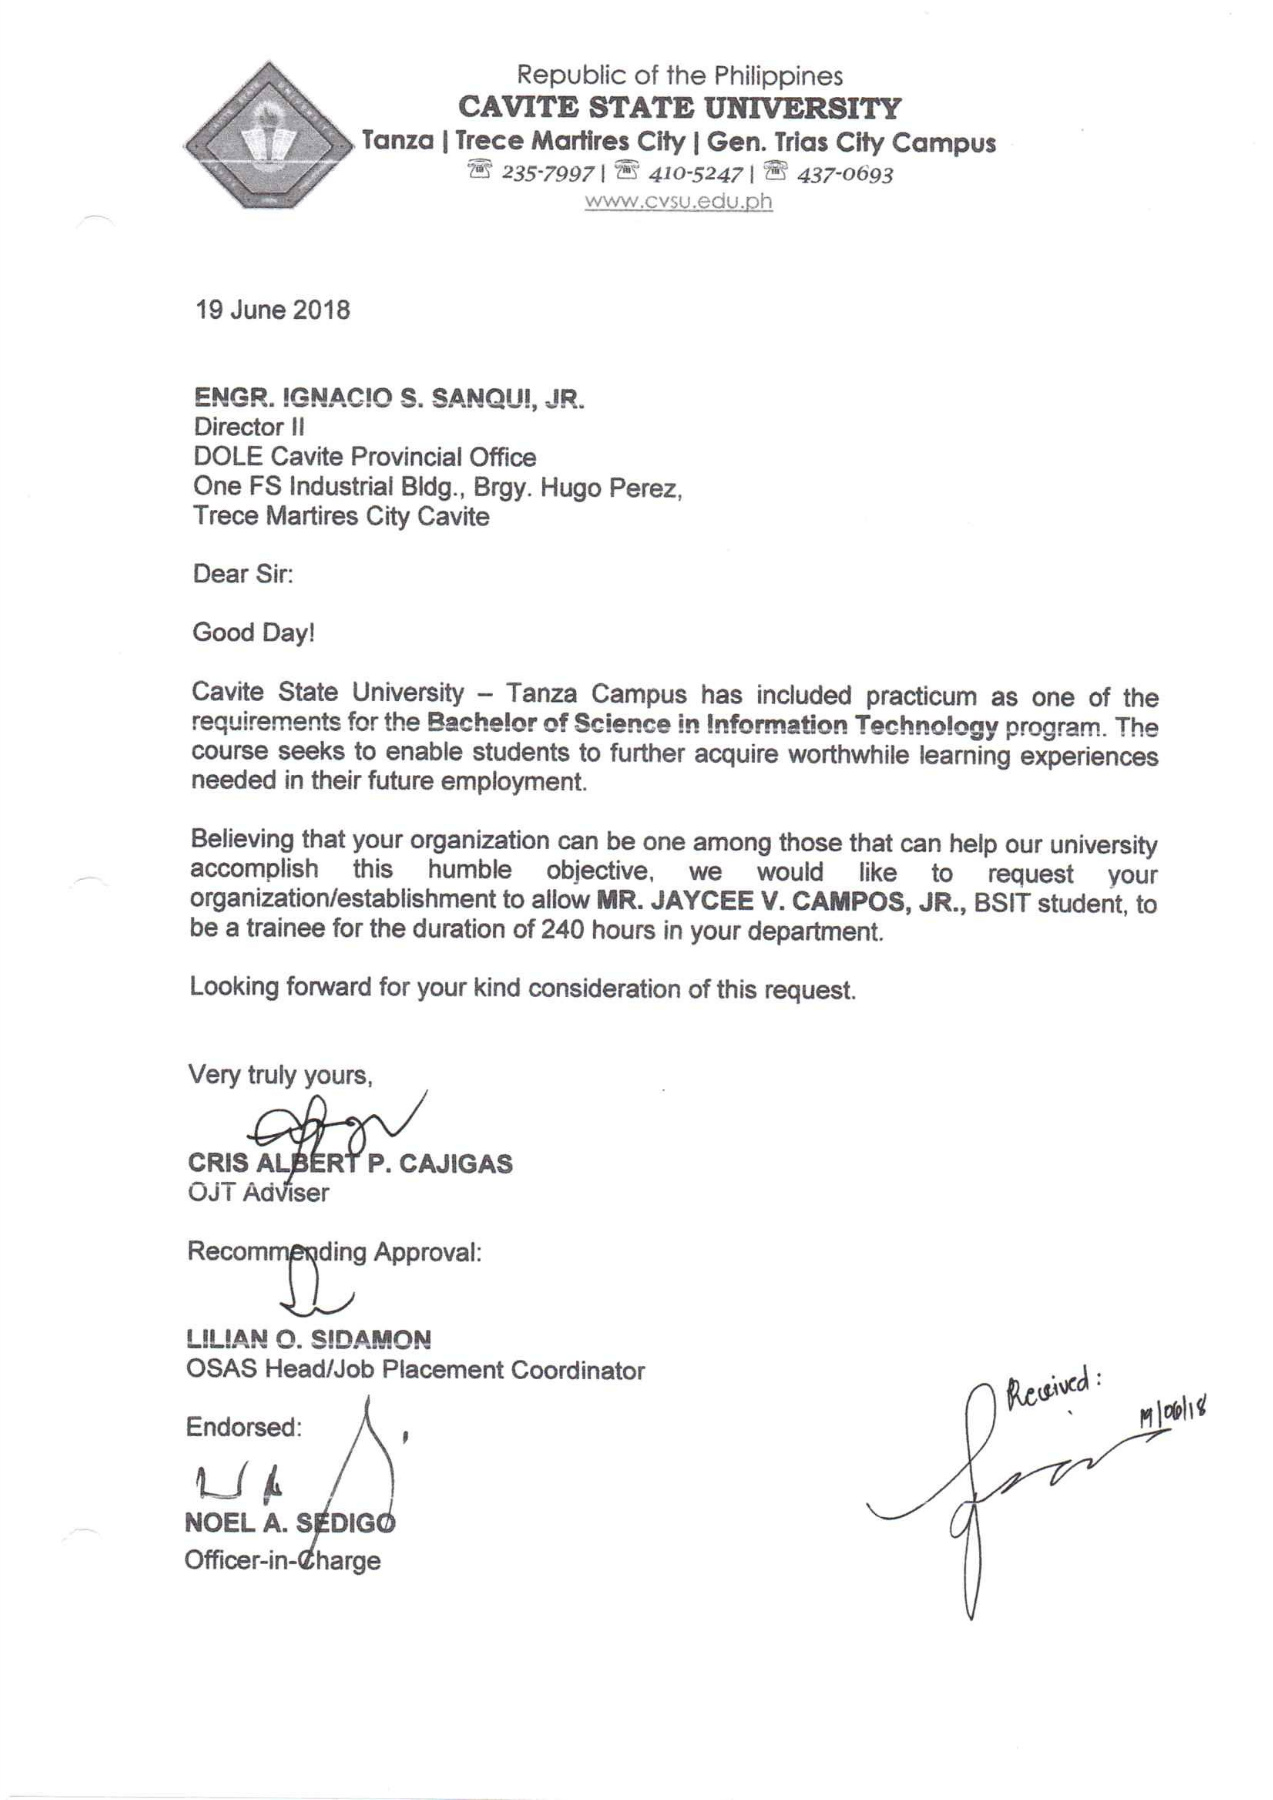 Republic of the Philippines
CAVITE STATE UNIVERSITY
Tanza | Trece Martires City | Gen. Trias City Campus
☏ 235-7997 | ☏ 410-5247 | ☏ 437-0693
www.cvsu.edu.ph
19 June 2018
ENGR. IGNACIO S. SANQUI, JR.
Director II
DOLE Cavite Provincial Office
One FS Industrial Bldg., Brgy. Hugo Perez,
Trece Martires City Cavite
Dear Sir:
Good Day!
Cavite State University – Tanza Campus has included practicum as one of the
requirements for the Bachelor of Science in Information Technology program. The
course seeks to enable students to further acquire worthwhile learning experiences
needed in their future employment.
Believing that your organization can be one among those that can help our university
accomplish this humble objective, we would like to request your
organization/establishment to allow MR. JAYCEE V. CAMPOS, JR., BSIT student, to
be a trainee for the duration of 240 hours in your department.
Looking forward for your kind consideration of this request.
Very truly yours,
CRIS ALBERT P. CAJIGAS
OJT Adviser
Recommending Approval:
LILIAN O. SIDAMON
OSAS Head/Job Placement Coordinator
Received:
19/06/18
Endorsed:
NOEL A. SEDIGO
Officer-in-Charge